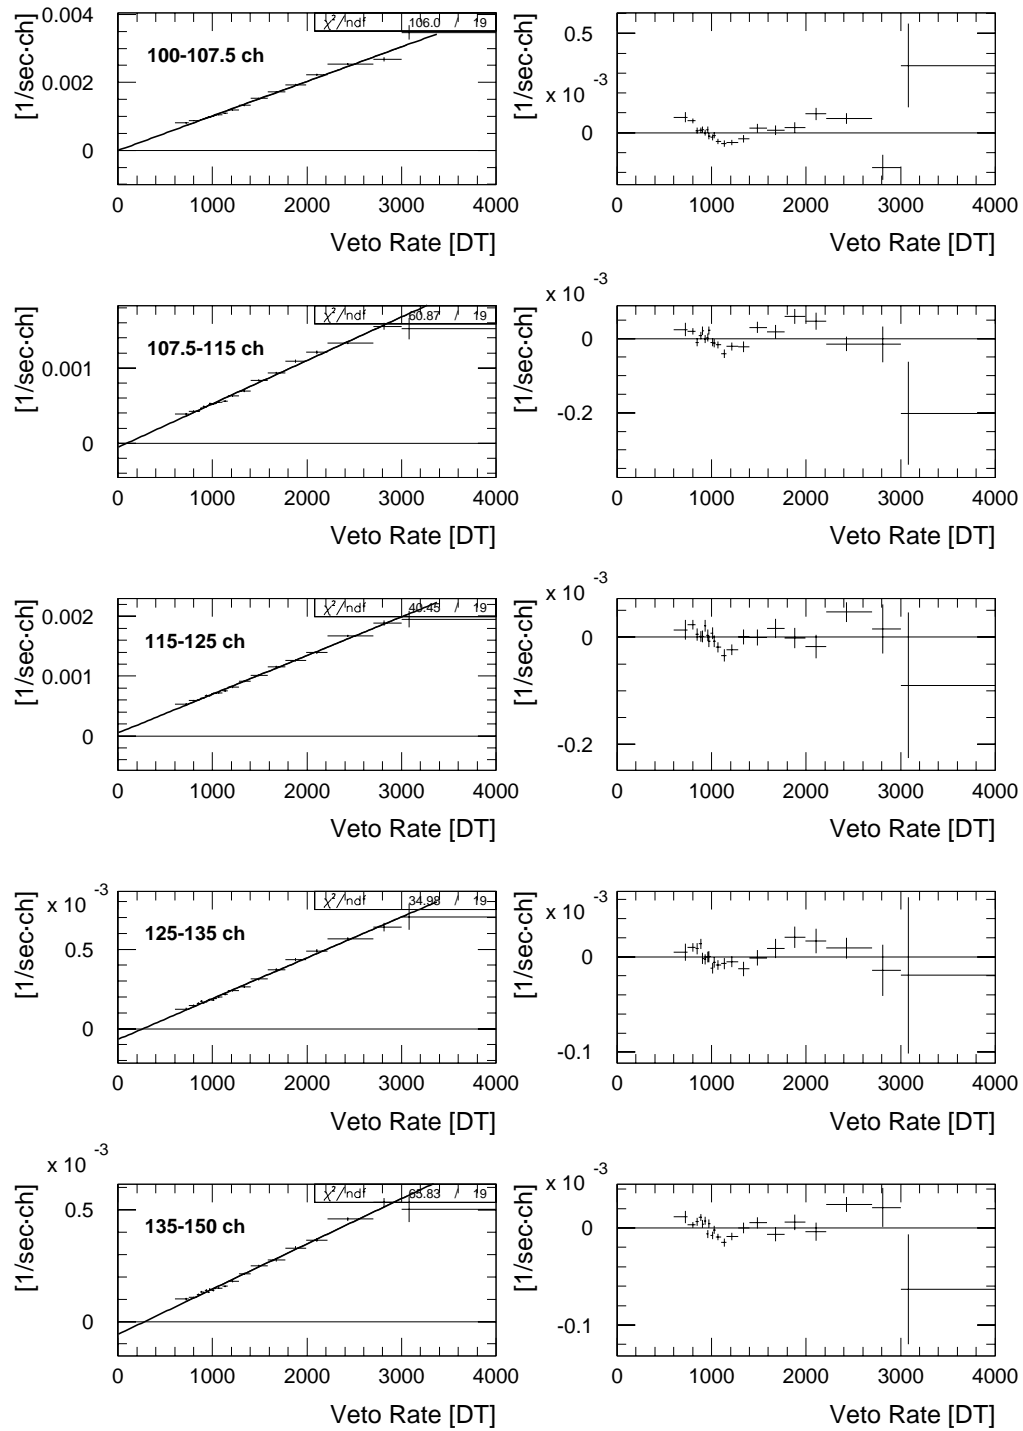 χ²/ndf 106.0 / 19
100-107.5 ch
[1/sec·ch]
0.004
0.002
0
0 1000 2000 3000 4000
Veto Rate [DT]
[1/sec·ch]
x 10 -3
0.5
0
0 1000 2000 3000 4000
Veto Rate [DT]
χ²/ndf 50.87 / 19
107.5-115 ch
[1/sec·ch]
0.001
0
0 1000 2000 3000 4000
Veto Rate [DT]
x 10 -3
[1/sec·ch]
0
-0.2
0 1000 2000 3000 4000
Veto Rate [DT]
χ²/ndf 40.45 / 19
115-125 ch
[1/sec·ch]
0.002
0.001
0
0 1000 2000 3000 4000
Veto Rate [DT]
x 10 -3
[1/sec·ch]
0
-0.2
0 1000 2000 3000 4000
Veto Rate [DT]
x 10 -3
χ²/ndf 34.98 / 19
125-135 ch
[1/sec·ch]
0.5
0
0 1000 2000 3000 4000
Veto Rate [DT]
x 10 -3
[1/sec·ch]
0
-0.1
0 1000 2000 3000 4000
Veto Rate [DT]
x 10 -3
χ²/ndf 65.83 / 19
135-150 ch
[1/sec·ch]
0.5
0
0 1000 2000 3000 4000
Veto Rate [DT]
x 10 -3
[1/sec·ch]
0
-0.1
0 1000 2000 3000 4000
Veto Rate [DT]